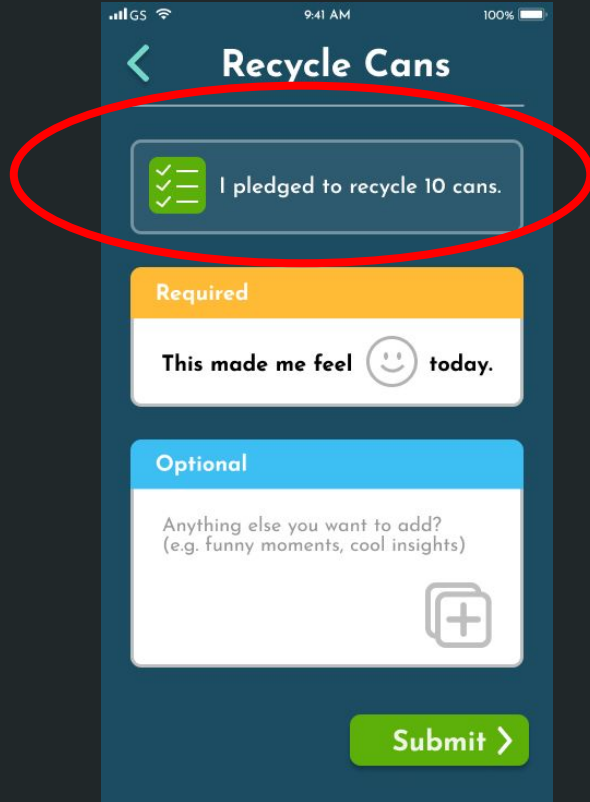 GS 9:41 AM 100%
Recycle Cans
I pledged to recycle 10 cans.
Required
This made me feel today.
Optional
Anything else you want to add?
(e.g. funny moments, cool insights)
Submit